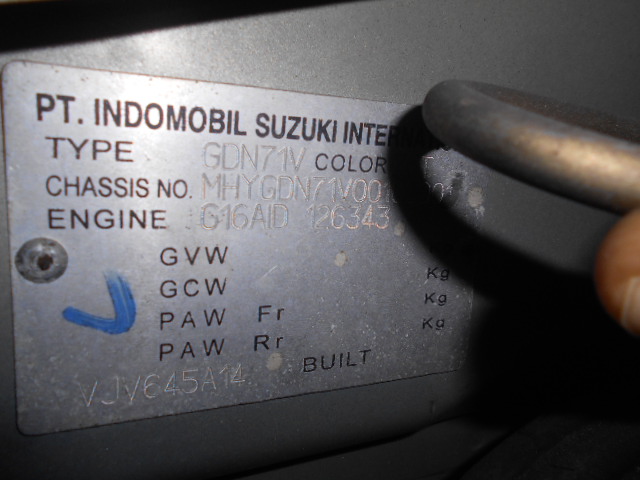 PT. INDOMOBIL SUZUKI INTERNA
TYPE GDN71V COLOR
CHASSIS NO. MHYGDN71V00
ENGINE G16AID 126343
GVW
GCW Kg
PAW Fr Kg
PAW Rr Kg
VJV645A14 BUILT